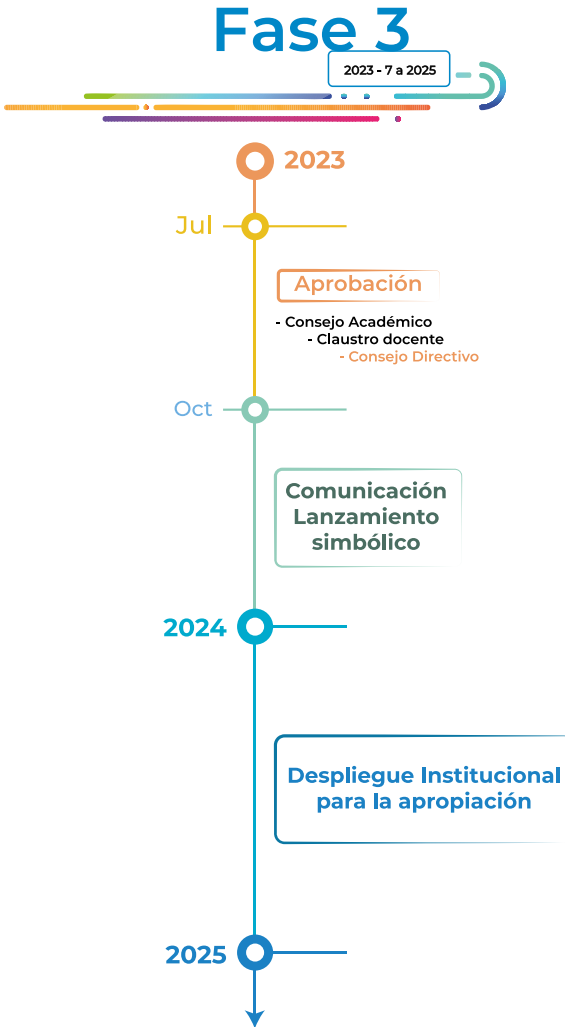 Fase 3
2023 - 7 a 2025
2023
Jul
Aprobación
- Consejo Académico
- Claustro docente
- Consejo Directivo
Oct
Comunicación
Lanzamiento
simbólico
2024
Despliegue Institucional
para la apropiación
2025